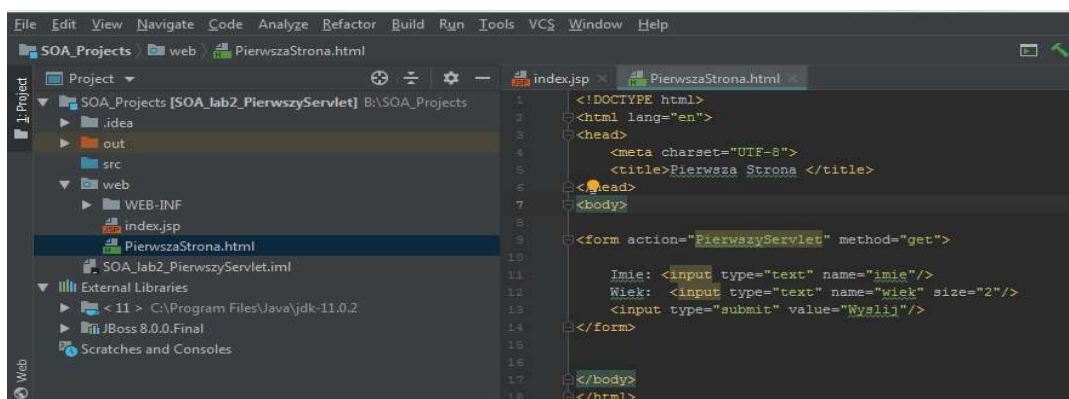 File Edit View Navigate Code Analyze Refactor Build Run Tools VCS Window Help
SOA_Projects web PierwszaStrona.html
1: Project
Project
SOA_Projects [SOA_lab2_PierwszyServlet] B:\SOA_Projects
.idea
out
src
web
WEB-INF
index.jsp
PierwszaStrona.html
SOA_lab2_PierwszyServlet.iml
External Libraries
< 11 > C:\Program Files\Java\jdk-11.0.2
JBoss 8.0.0.Final
Scratches and Consoles
Web
index.jsp PierwszaStrona.html
1 <!DOCTYPE html>
2 <html lang="en">
3 <head>
4 <meta charset="UTF-8">
5 <title>Pierwsza Strona </title>
6 </head>
7 <body>
8
9 <form action="PierwszyServlet" method="get">
10
11 Imie: <input type="text" name="imie"/>
12 Wiek: <input type="text" name="wiek" size="2"/>
13 <input type="submit" value="Wyslij"/>
14 </form>
15
16
17 </body>
18 </html>